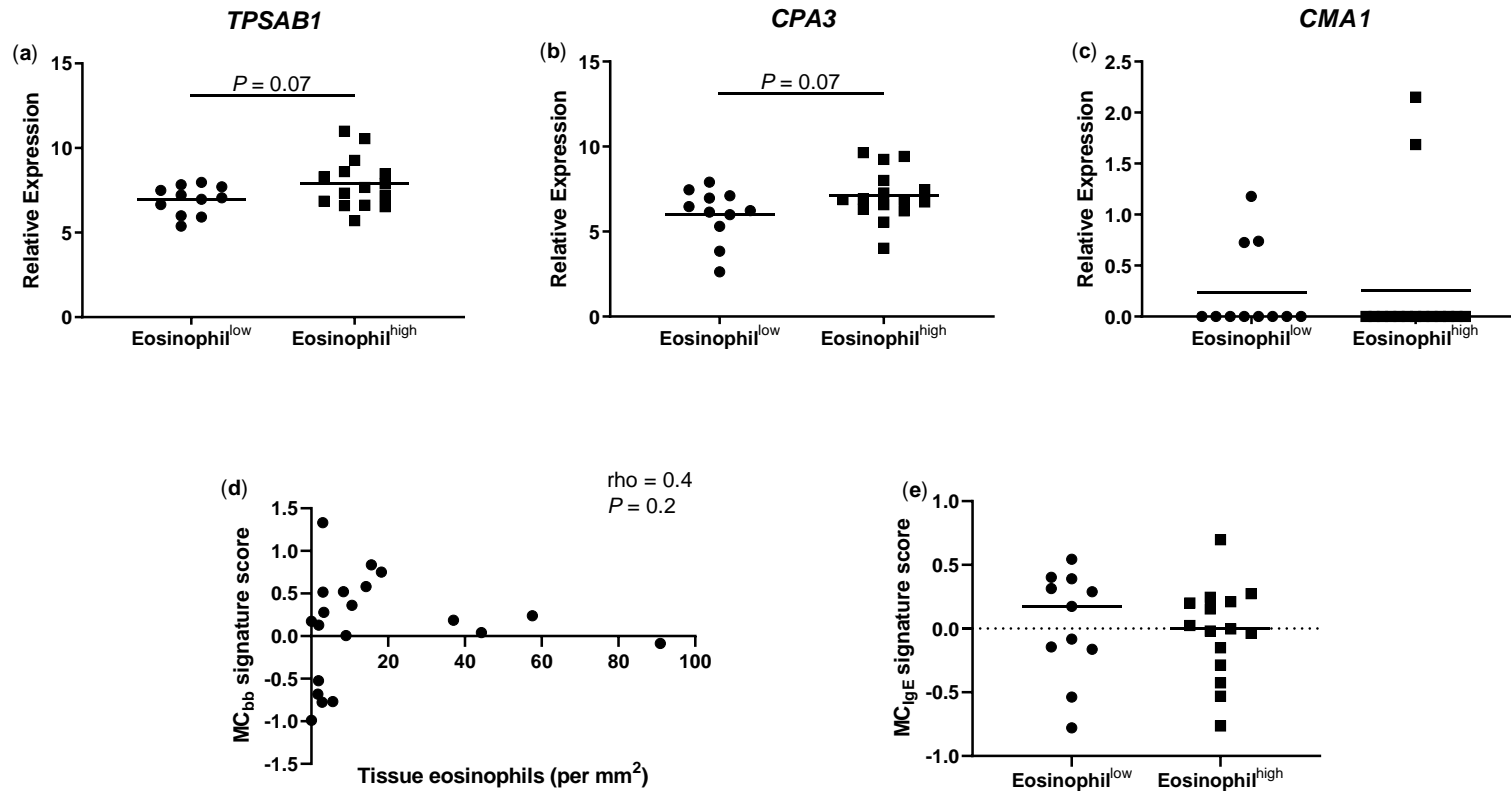 TPSAB1
CPA3
CMA1
(a)
15
10
5
0
Relative Expression
P = 0.07
Eosinophil^low
Eosinophil^high
(b)
15
10
5
0
Relative Expression
P = 0.07
Eosinophil^low
Eosinophil^high
(c)
2.5
2.0
1.5
1.0
0.5
0.0
Relative Expression
Eosinophil^low
Eosinophil^high
(d)
rho = 0.4
P = 0.2
1.5
1.0
0.5
0.0
-0.5
-1.0
-1.5
MC_bb signature score
20
40
60
80
100
Tissue eosinophils (per mm²)
(e)
1.0
0.5
0.0
-0.5
-1.0
MC_IgE signature score
Eosinophil^low
Eosinophil^high